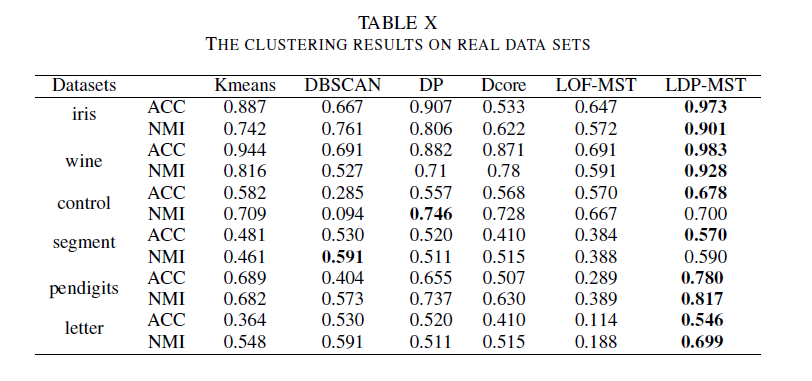 TABLE X
THE CLUSTERING RESULTS ON REAL DATA SETS
Datasets Kmeans DBSCAN DP Dcore LOF-MST LDP-MST
iris ACC 0.887 0.667 0.907 0.533 0.647 0.973
NMI 0.742 0.761 0.806 0.622 0.572 0.901
wine ACC 0.944 0.691 0.882 0.871 0.691 0.983
NMI 0.816 0.527 0.71 0.78 0.591 0.928
control ACC 0.582 0.285 0.557 0.568 0.570 0.678
NMI 0.709 0.094 0.746 0.728 0.667 0.700
segment ACC 0.481 0.530 0.520 0.410 0.384 0.570
NMI 0.461 0.591 0.511 0.515 0.388 0.590
pendigits ACC 0.689 0.404 0.655 0.507 0.289 0.780
NMI 0.682 0.573 0.737 0.630 0.389 0.817
letter ACC 0.364 0.530 0.520 0.410 0.114 0.546
NMI 0.548 0.591 0.511 0.515 0.188 0.699